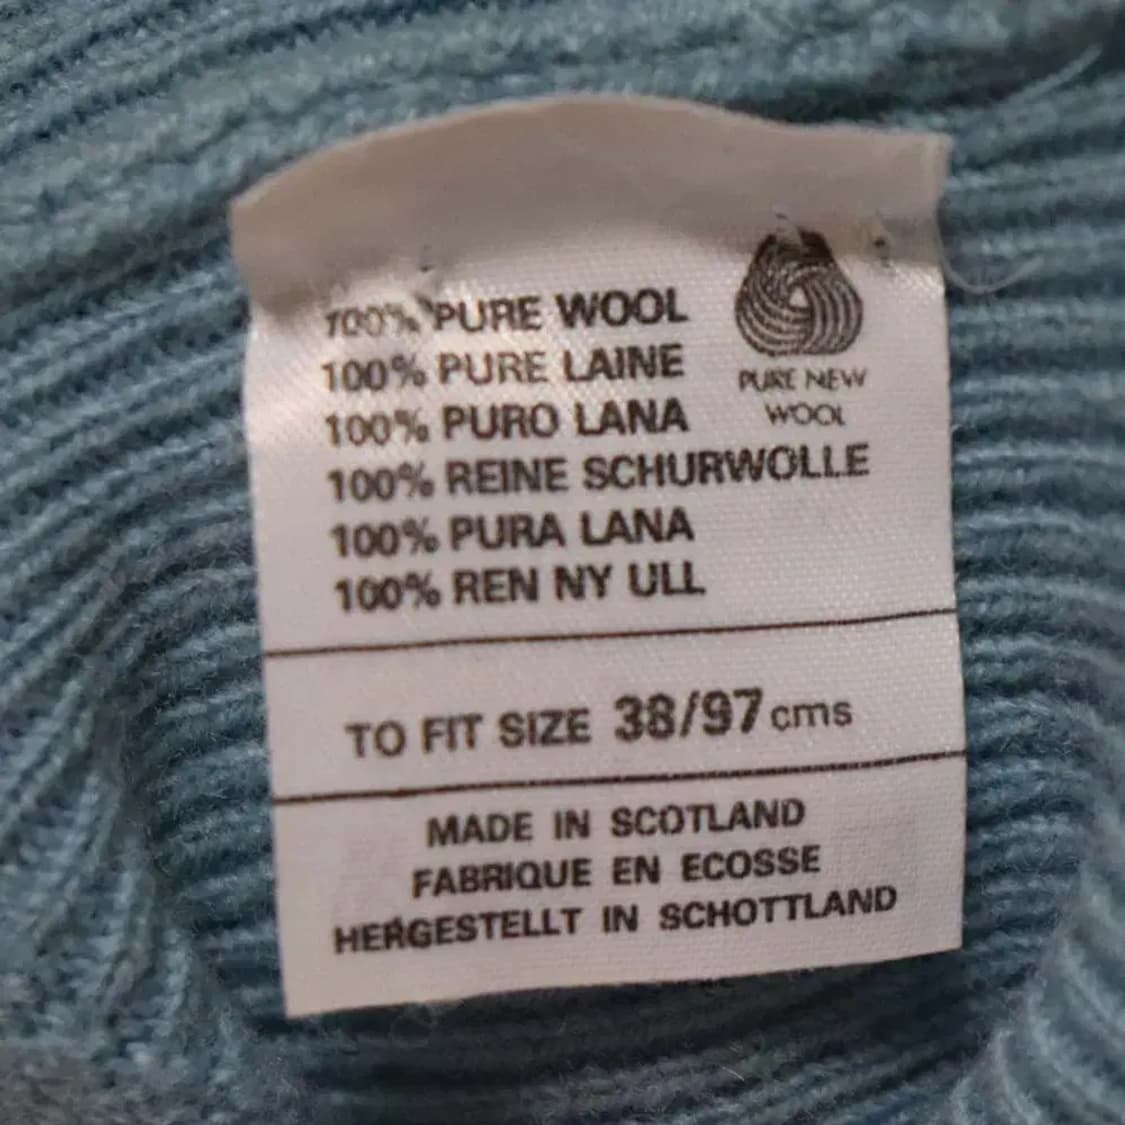 100% PURE WOOL
100% PURE LAINE
100% PURO LANA
100% REINE SCHURWOLLE
100% PURA LANA
100% REN NY ULL
PURE NEW
WOOL
TO FIT SIZE 38/97 cms
MADE IN SCOTLAND
FABRIQUE EN ECOSSE
HERGESTELLT IN SCHOTTLAND